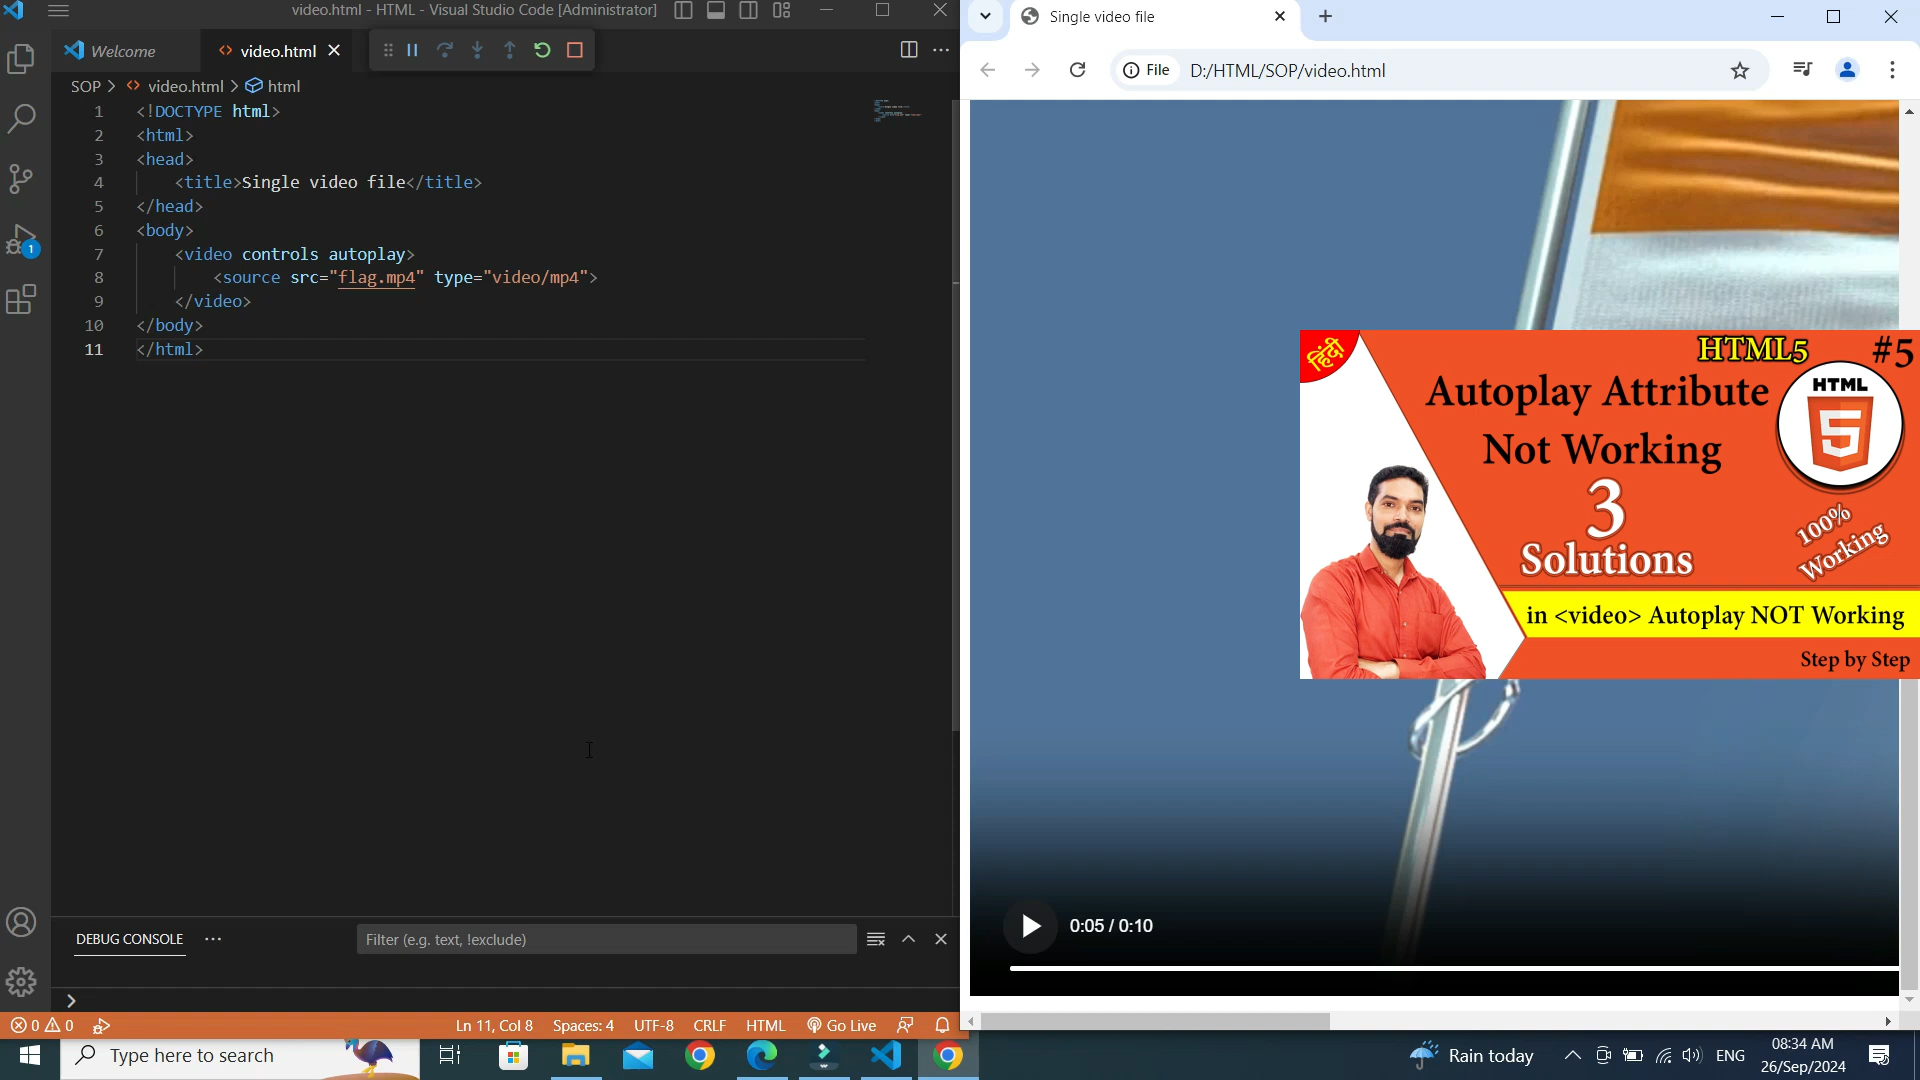 video.html - HTML - Visual Studio Code [Administrator]
Welcome
video.html
SOP > video.html > html
1 <!DOCTYPE html>
2 <html>
3 <head>
4 <title>Single video file</title>
5 </head>
6 <body>
7 <video controls autoplay>
8 <source src="flag.mp4" type="video/mp4">
9 </video>
10 </body>
11 </html>
1
DEBUG CONSOLE
Filter (e.g. text, !exclude)
0 0
Ln 11, Col 8
Spaces: 4
UTF-8
CRLF
HTML
Go Live
Single video file
File
D:/HTML/SOP/video.html
हिंदी
HTML5
#5
Autoplay Attribute
Not Working
3
Solutions
HTML
5
100%
Working
in <video> Autoplay NOT Working
Step by Step
0:05 / 0:10
Type here to search
Rain today
ENG
08:34 AM
26/Sep/2024